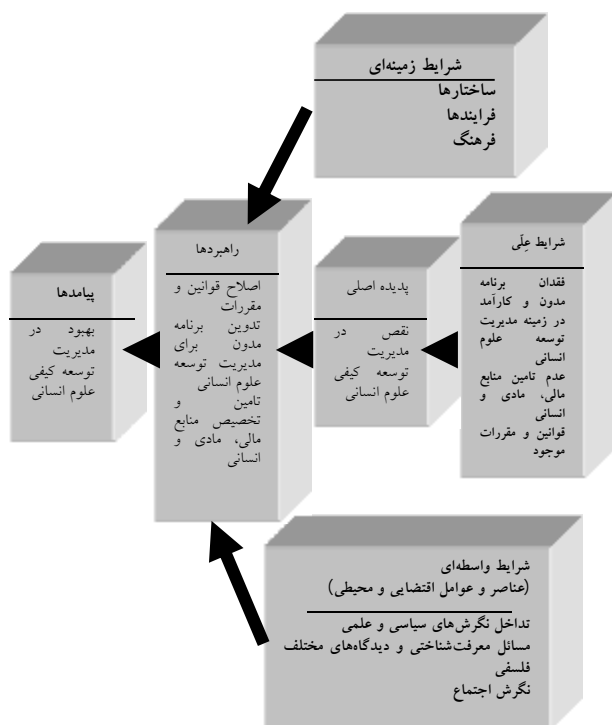 شرایط زمینه‌ای
ساختارها
فرایندها
فرهنگ
شرایط عِلّی
فقدان برنامه
مدون و کارآمد
در زمینه مدیریت
توسعه علوم
انسانی
عدم تامین منابع
مالی، مادی و
انسانی
قوانین و مقررات
موجود
پدیده اصلی
نقص در
مدیریت
توسعه کیفی
علوم انسانی
راهبردها
اصلاح قوانین و
مقررات
تدوین برنامه
مدون برای
مدیریت توسعه
علوم انسانی
تامین و
تخصیص منابع
مالی، مادی و
انسانی
پیامدها
بهبود در
مدیریت
توسعه کیفی
علوم انسانی
شرایط واسطه‌ای
(عناصر و عوامل اقتضایی و محیطی)
تداخل نگرش‌های سیاسی و علمی
مسائل معرفت‌شناختی و دیدگاه‌های مختلف
فلسفی
نگرش اجتماع